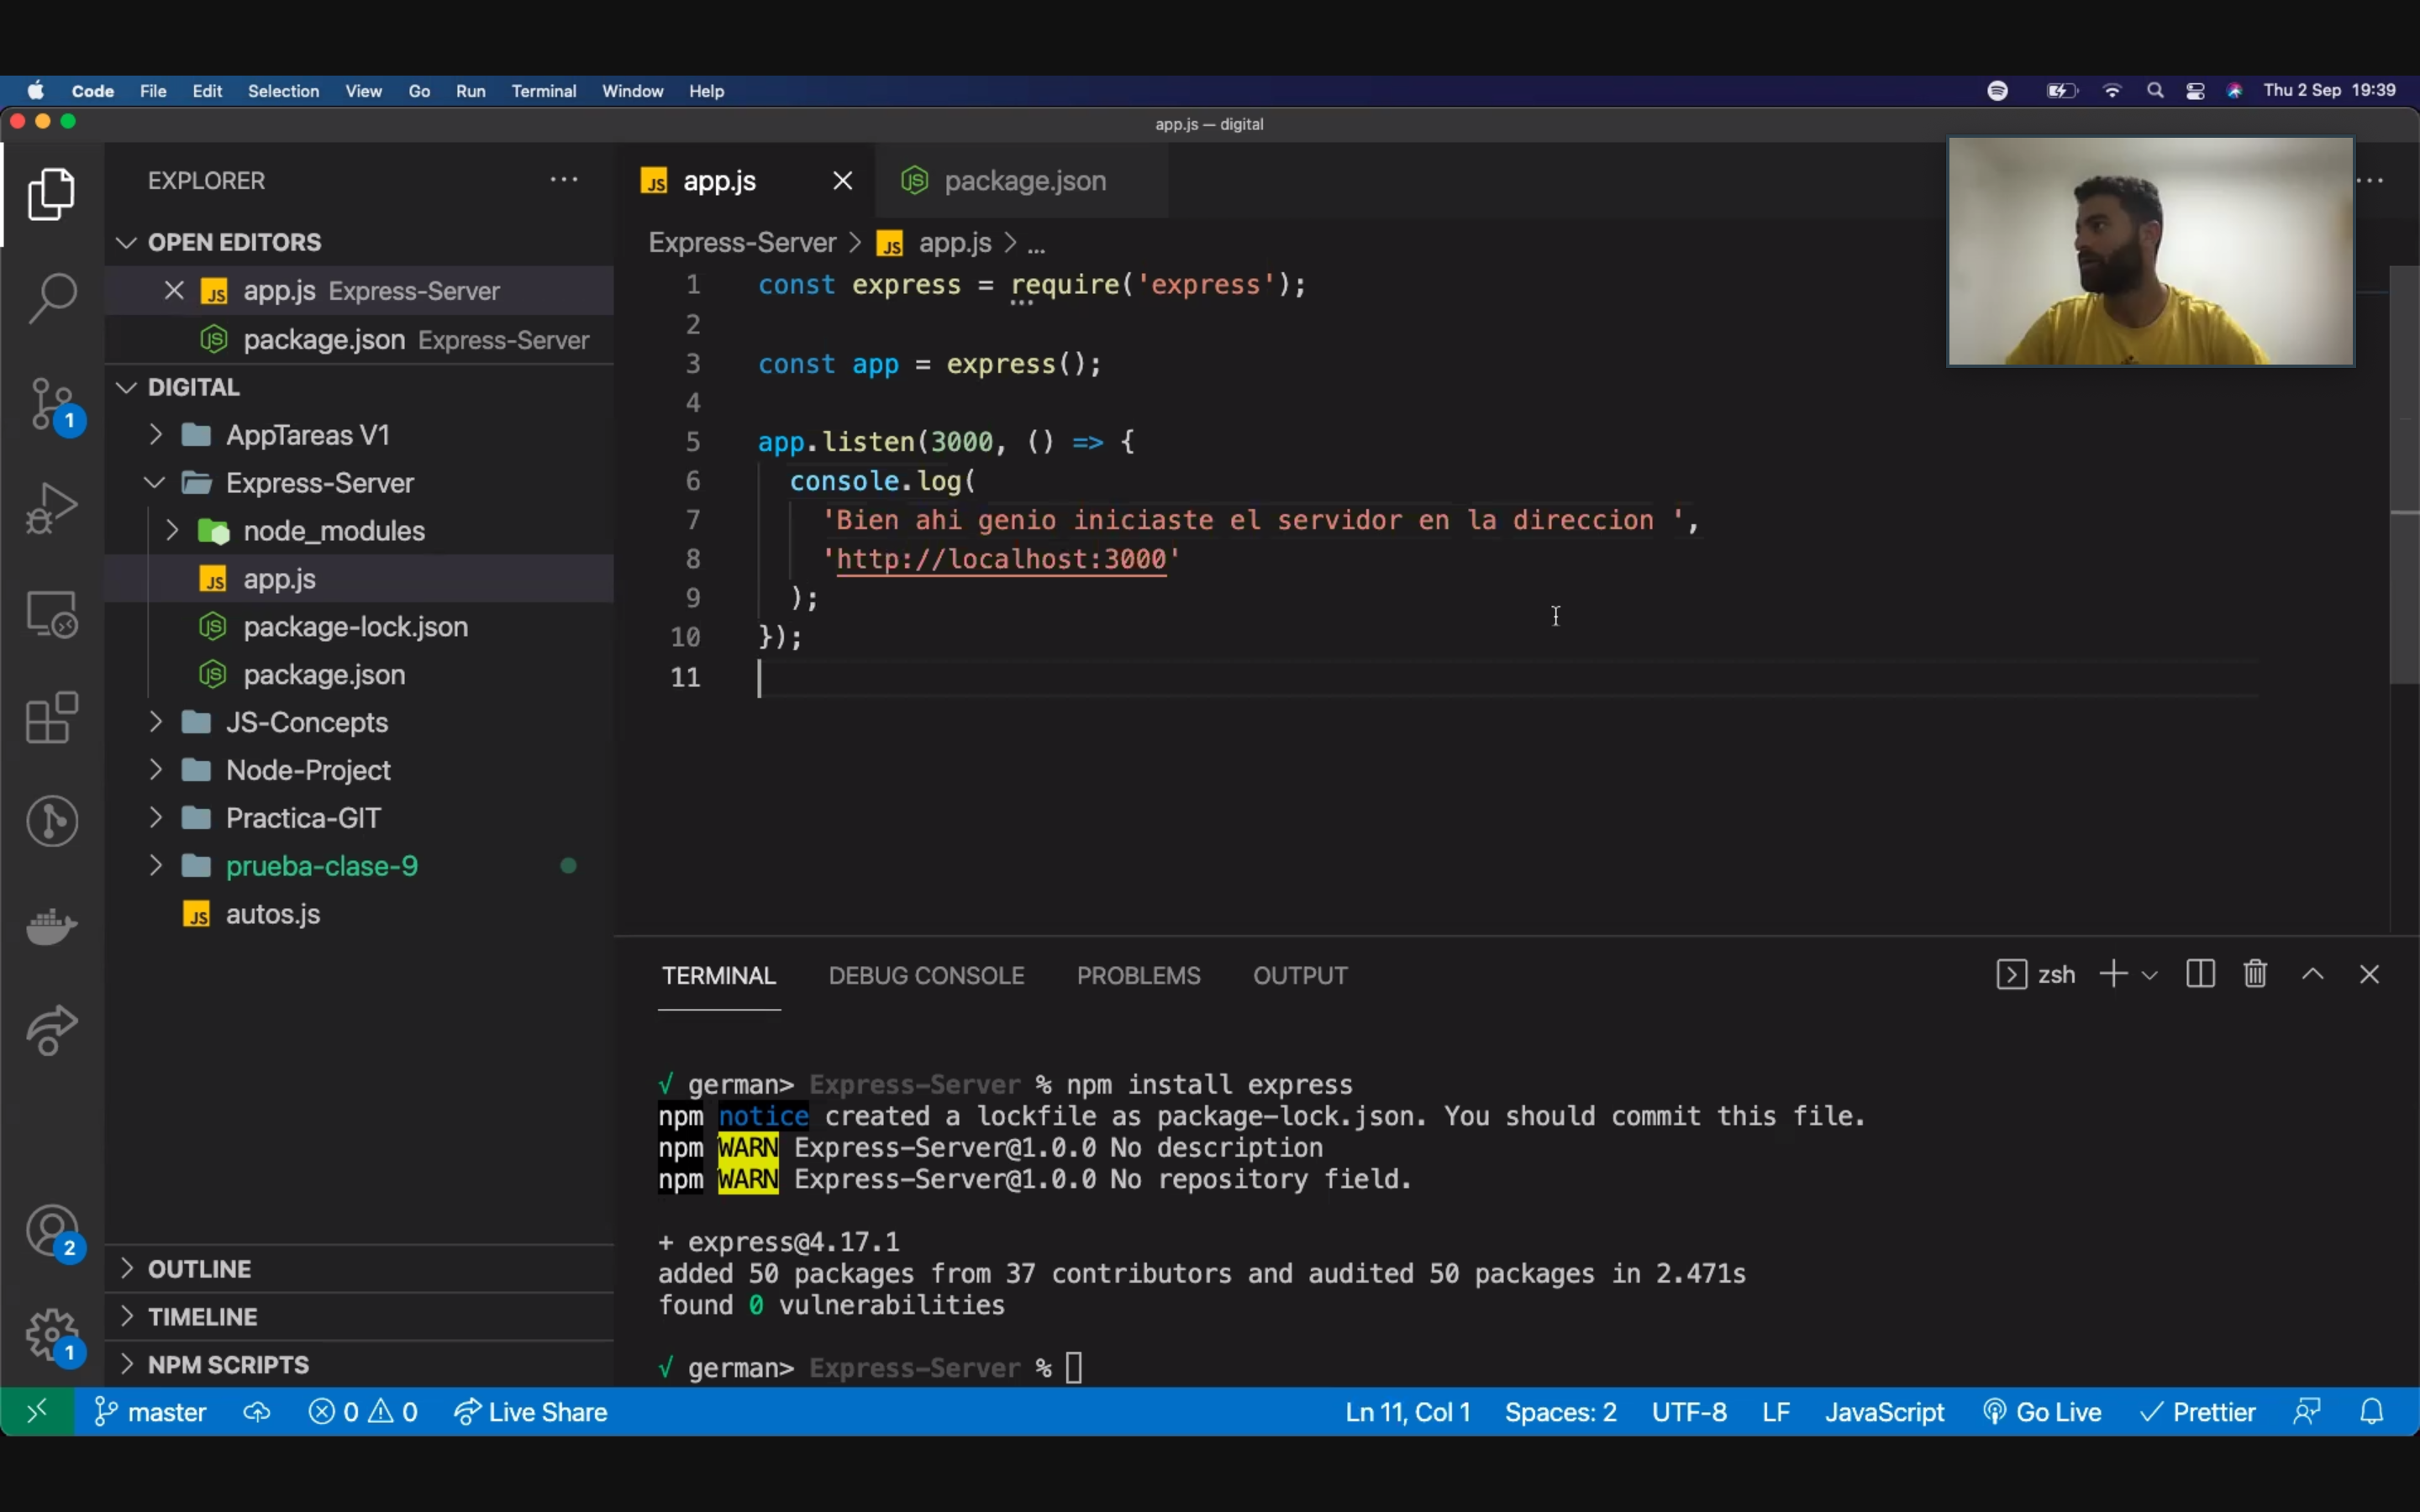 Code File Edit Selection View Go Run Terminal Window Help Thu 2 Sep 19:39
app.js — digital
EXPLORER
OPEN EDITORS
JS app.js Express-Server
package.json Express-Server
DIGITAL
AppTareas V1
Express-Server
node_modules
JS app.js
package-lock.json
package.json
JS-Concepts
Node-Project
Practica-GIT
prueba-clase-9
JS autos.js
OUTLINE
TIMELINE
NPM SCRIPTS
1
2
1
JS app.js package.json
Express-Server > JS app.js > ...
1 const express = require('express');
2
3 const app = express();
4
5 app.listen(3000, () => {
6 console.log(
7 'Bien ahi genio iniciaste el servidor en la direccion ',
8 'http://localhost:3000'
9 );
10 });
11
TERMINAL DEBUG CONSOLE PROBLEMS OUTPUT zsh
√ german> Express-Server % npm install express
npm notice created a lockfile as package-lock.json. You should commit this file.
npm WARN Express-Server@1.0.0 No description
npm WARN Express-Server@1.0.0 No repository field.
+ express@4.17.1
added 50 packages from 37 contributors and audited 50 packages in 2.471s
found 0 vulnerabilities
√ german> Express-Server %
master 0 0 Live Share Ln 11, Col 1 Spaces: 2 UTF-8 LF JavaScript Go Live Prettier